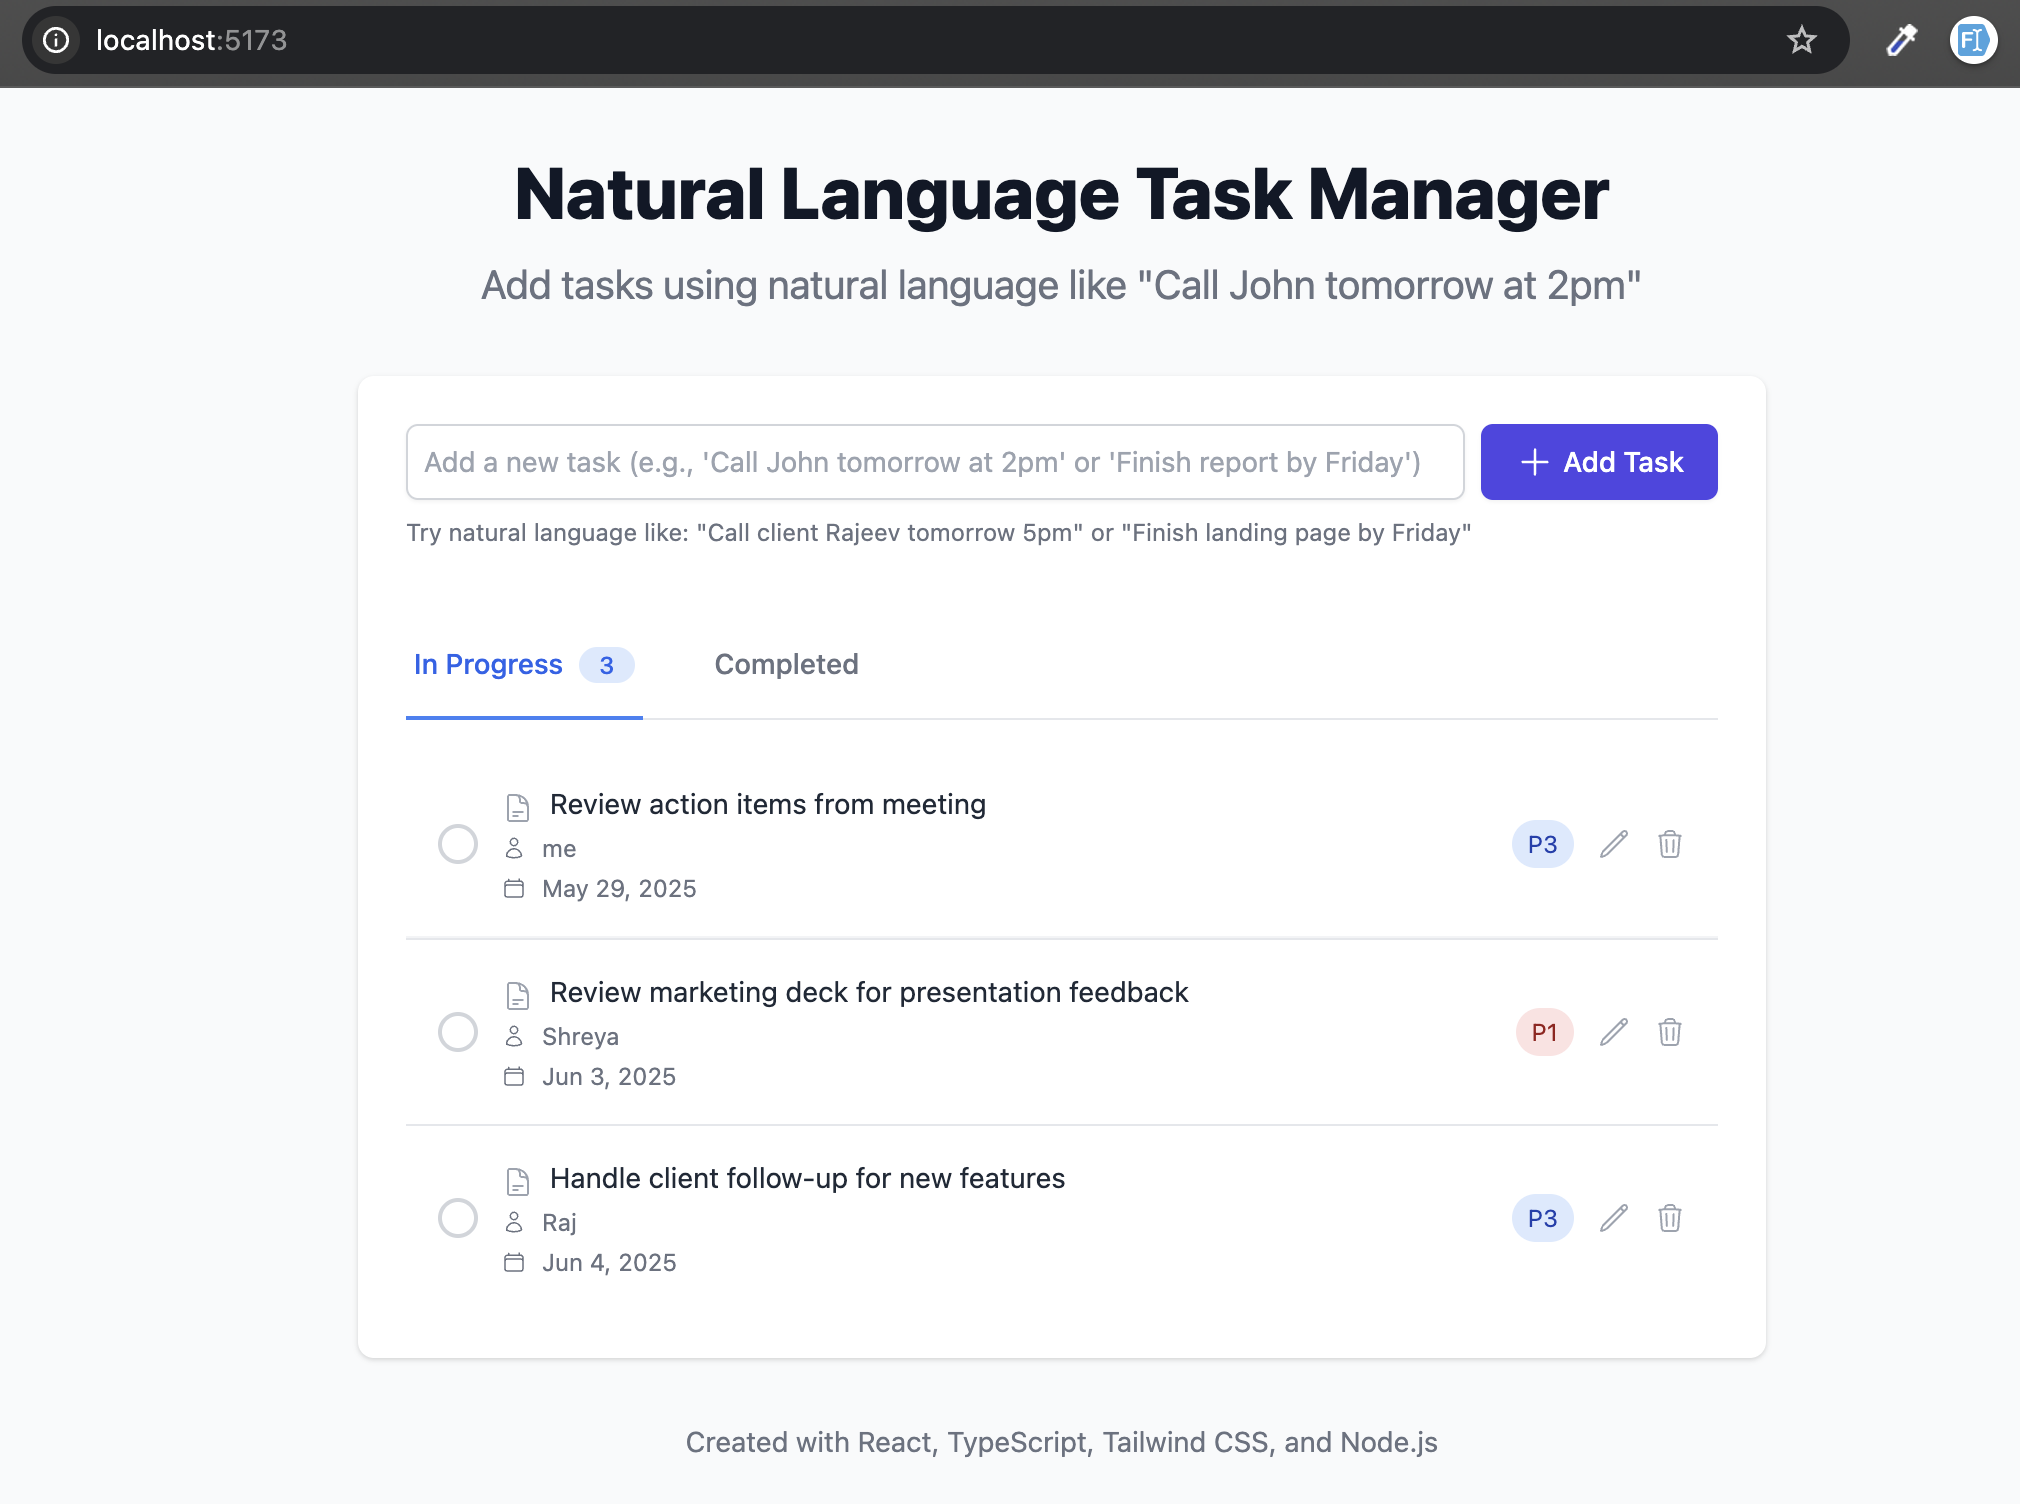 localhost:5173
Natural Language Task Manager
Add tasks using natural language like "Call John tomorrow at 2pm"
Add a new task (e.g., 'Call John tomorrow at 2pm' or 'Finish report by Friday')
Add Task
Try natural language like: "Call client Rajeev tomorrow 5pm" or "Finish landing page by Friday"
In Progress 3 Completed
Review action items from meeting
me
P3
May 29, 2025
Review marketing deck for presentation feedback
Shreya
P1
Jun 3, 2025
Handle client follow-up for new features
Raj
P3
Jun 4, 2025
Created with React, TypeScript, Tailwind CSS, and Node.js